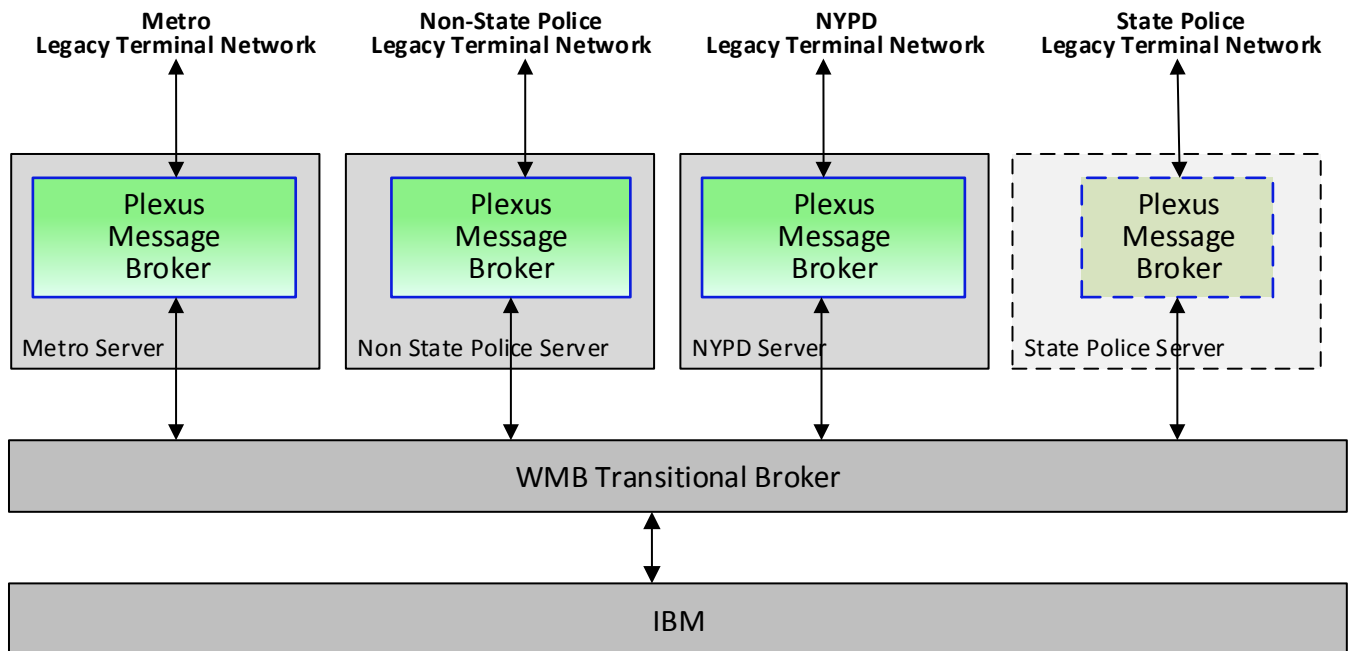 Metro
Legacy Terminal Network
Non-State Police
Legacy Terminal Network
NYPD
Legacy Terminal Network
State Police
Legacy Terminal Network
Plexus
Message
Broker
Metro Server
Plexus
Message
Broker
Non State Police Server
Plexus
Message
Broker
NYPD Server
Plexus
Message
Broker
State Police Server
WMB Transitional Broker
IBM